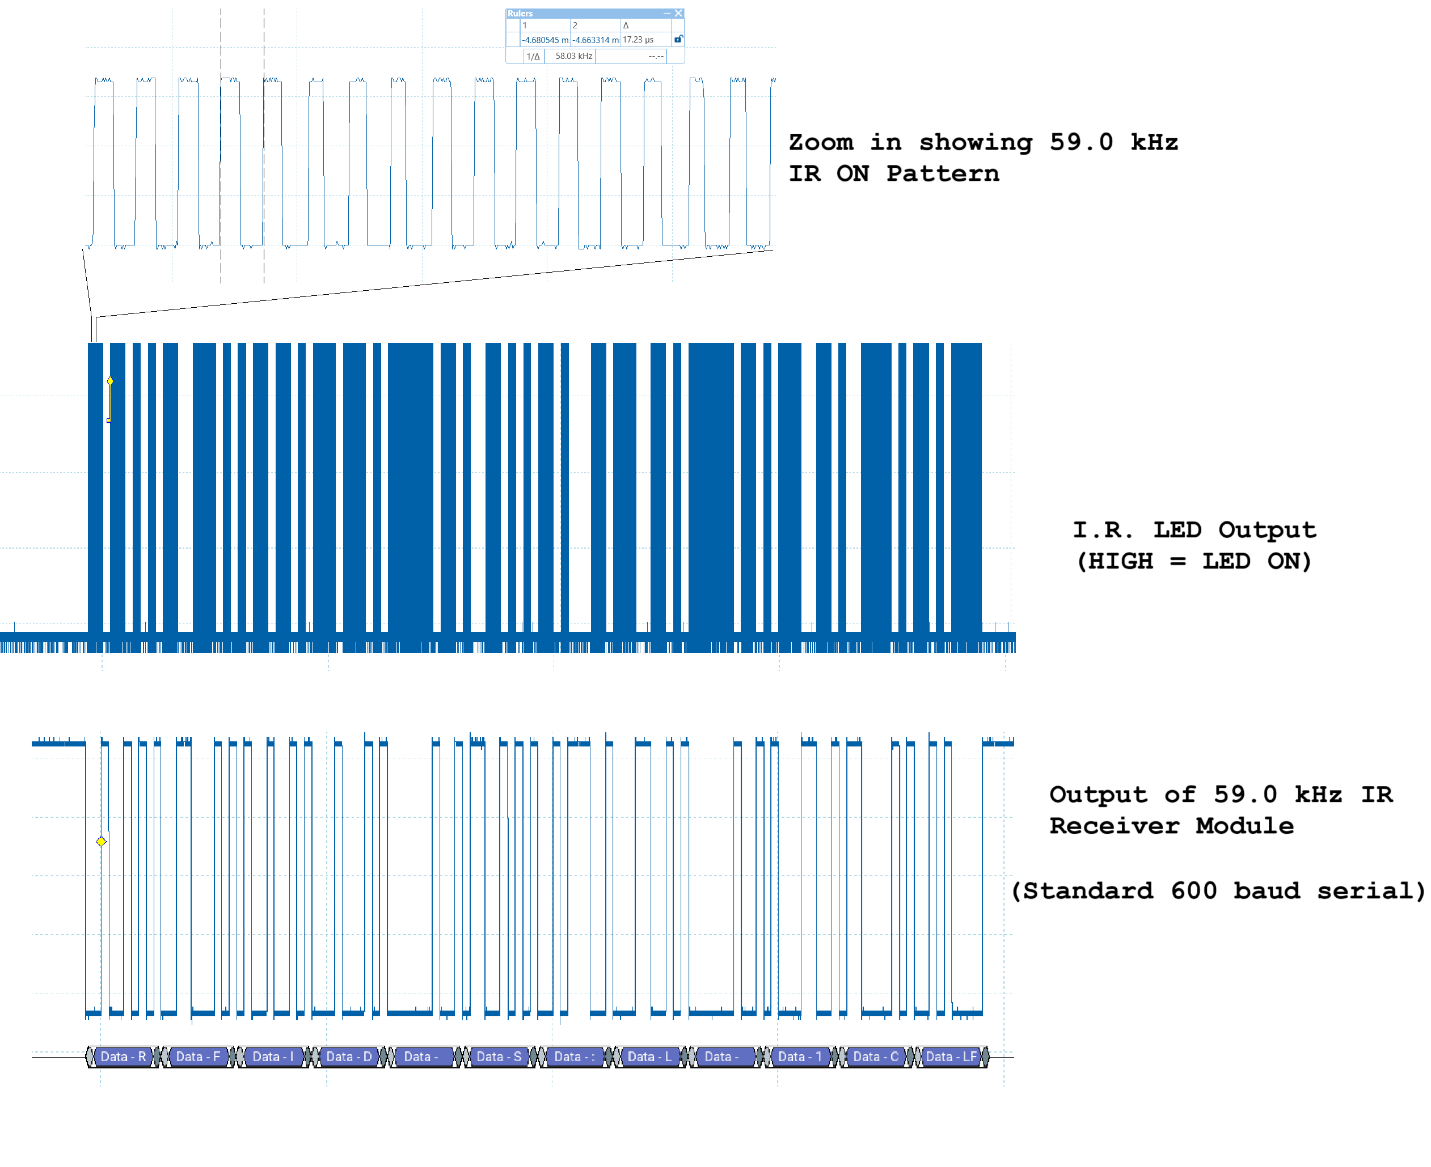 Rulers
1 2 Δ
-4.680545 m -4.663314 m 17.23 µs
1/Δ 58.03 kHz --.--
Zoom in showing 59.0 kHz
IR ON Pattern
I.R. LED Output
(HIGH = LED ON)
Output of 59.0 kHz IR
Receiver Module
(Standard 600 baud serial)
Data - R Data - F Data - I Data - D Data - Data - S Data - : Data - L Data - Data - 1 Data - C Data - LF